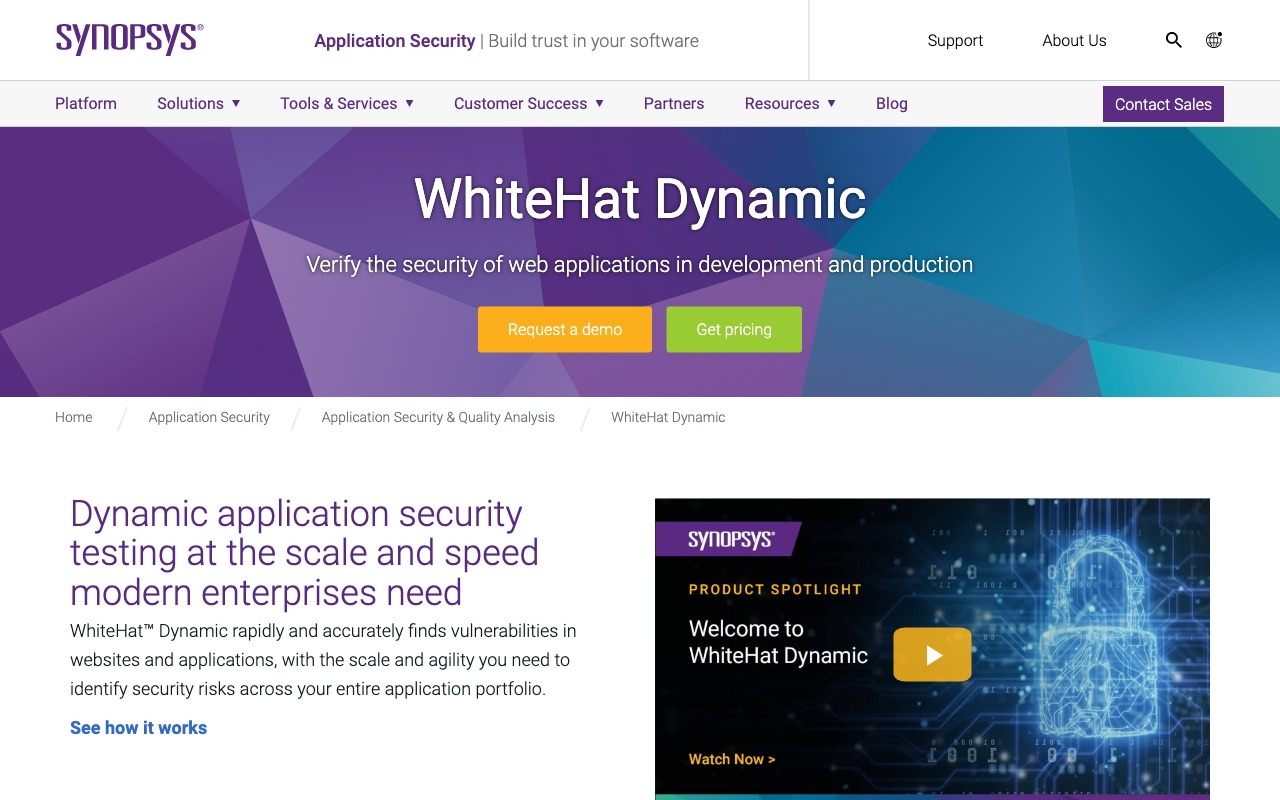 SYNOPSYS®
Application Security | Build trust in your software
Support
About Us
Platform
Solutions ▼
Tools & Services ▼
Customer Success ▼
Partners
Resources ▼
Blog
Contact Sales
WhiteHat Dynamic
Verify the security of web applications in development and production
Request a demo
Get pricing
Home
Application Security
Application Security & Quality Analysis
WhiteHat Dynamic
Dynamic application security
testing at the scale and speed
modern enterprises need
WhiteHat™ Dynamic rapidly and accurately finds vulnerabilities in
websites and applications, with the scale and agility you need to
identify security risks across your entire application portfolio.
See how it works
SYNOPSYS®
PRODUCT SPOTLIGHT
Welcome to
WhiteHat Dynamic
Watch Now >